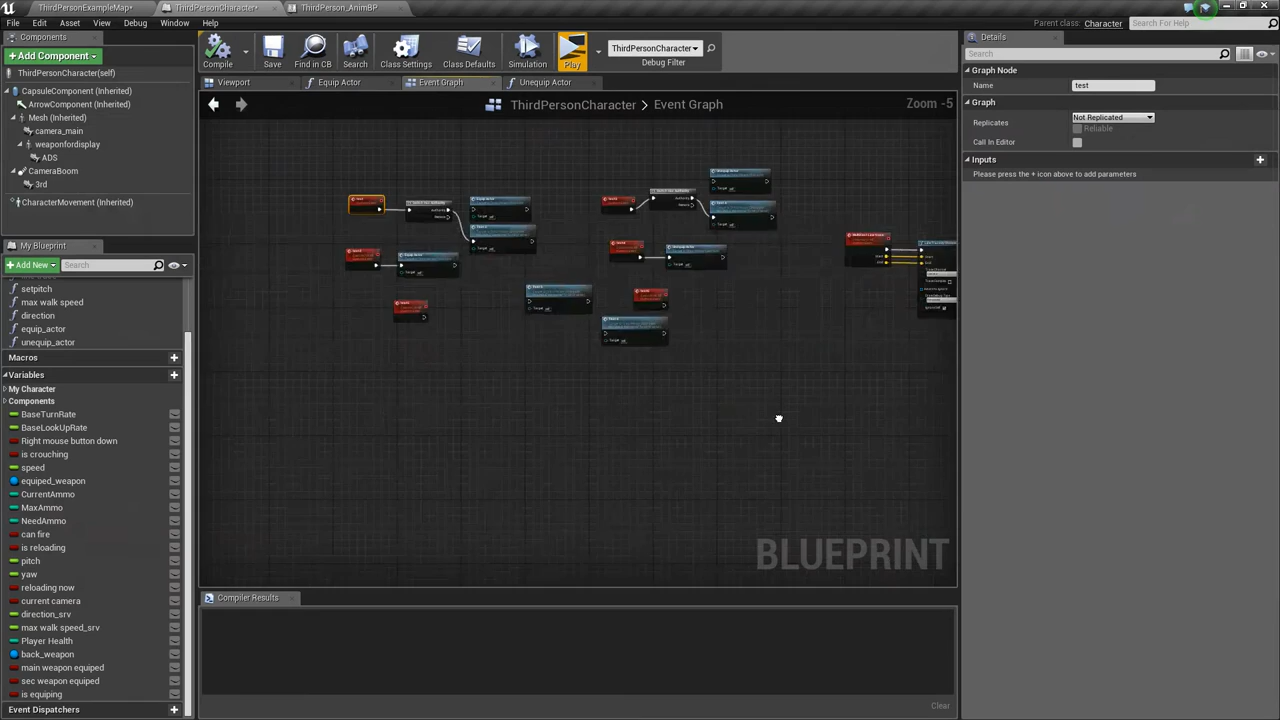 ThirdPersonExampleMap*
ThirdPersonCharacter*
ThirdPerson_AnimBP
File Edit Asset View Debug Window Help
Parent class: Character
Search For Help
Components
Add Component
ThirdPersonCharacter(self)
CapsuleComponent (Inherited)
ArrowComponent (Inherited)
Mesh (Inherited)
camera_main
weaponfordisplay
ADS
CameraBoom
3rd
CharacterMovement (Inherited)
My Blueprint
Add New
Search
setpitch
max walk speed
direction
equip_actor
unequip_actor
Macros
Variables
My Character
Components
BaseTurnRate
BaseLookUpRate
Right mouse button down
is crouching
speed
equiped_weapon
CurrentAmmo
MaxAmmo
NeedAmmo
can fire
is reloading
pitch
yaw
reloading now
current camera
direction_srv
max walk speed_srv
Player Health
back_weapon
main weapon equiped
sec weapon equiped
is equiping
Event Dispatchers
Compile
Save
Find in CB
Search
Class Settings
Class Defaults
Simulation
Play
ThirdPersonCharacter
Debug Filter
Viewport
Equip Actor
Event Graph
Unequip Actor
ThirdPersonCharacter > Event Graph
Zoom -5
BLUEPRINT
Compiler Results
Clear
Details
Search
Graph Node
Name test
Graph
Replicates Not Replicated
Reliable
Call In Editor
Inputs
Please press the + icon above to add parameters